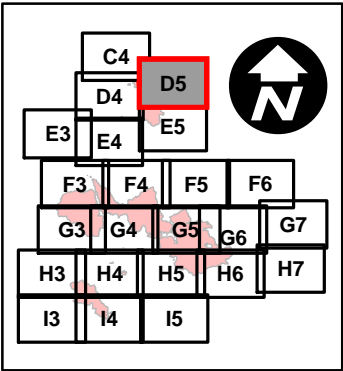 C4
D4 D5
E3 E4 E5
F3 F4 F5 F6
G3 G4 G5 G6 G7
H3 H4 H5 H6 H7
I3 I4 I5
N